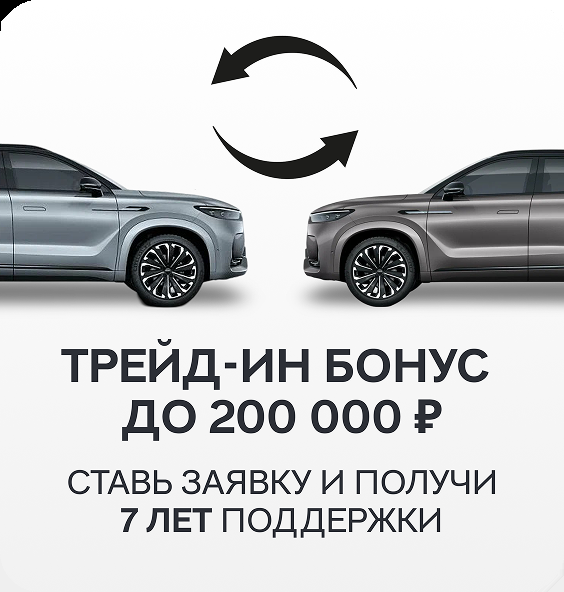 ТРЕЙД-ИН БОНУС
ДО 200 000 ₽
СТАВЬ ЗАЯВКУ И ПОЛУЧИ
7 ЛЕТ ПОДДЕРЖКИ